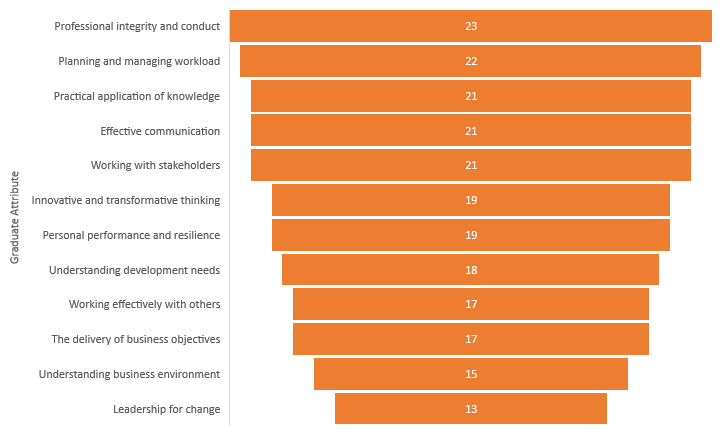 Graduate Attribute
Professional integrity and conduct 23
Planning and managing workload 22
Practical application of knowledge 21
Effective communication 21
Working with stakeholders 21
Innovative and transformative thinking 19
Personal performance and resilience 19
Understanding development needs 18
Working effectively with others 17
The delivery of business objectives 17
Understanding business environment 15
Leadership for change 13